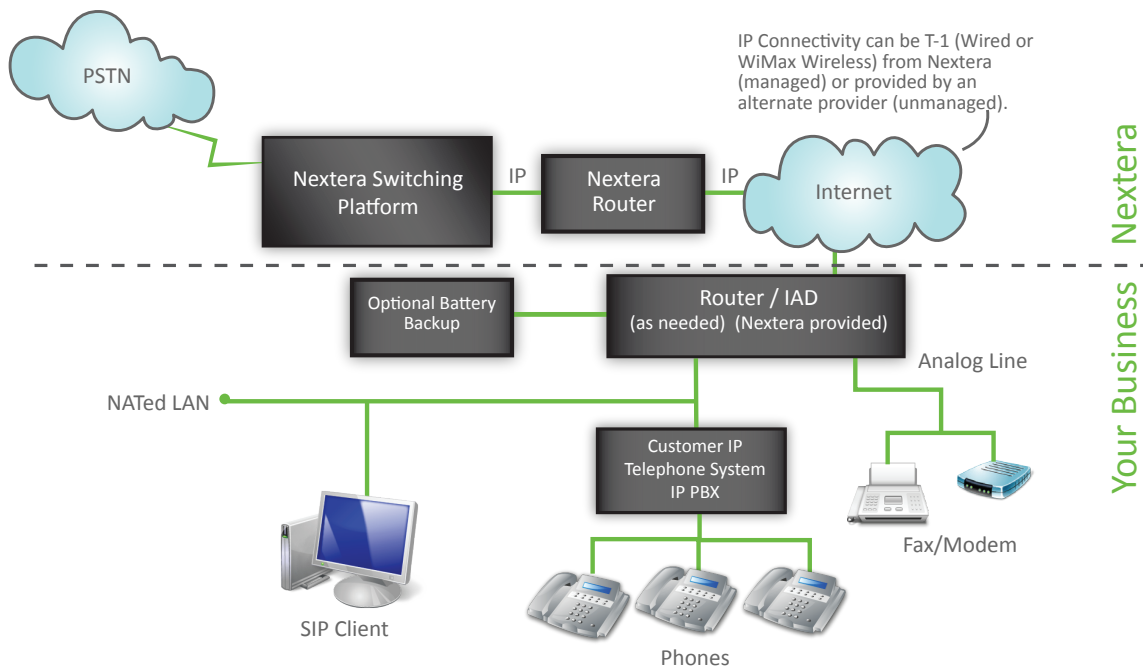 PSTN
IP Connectivity can be T-1 (Wired or
WiMax Wireless) from Nextera
(managed) or provided by an
alternate provider (unmanaged).
Nextera Switching
Platform
IP
Nextera
Router
IP
Internet
Nextera
Optional Battery
Backup
Router / IAD
(as needed) (Nextera provided)
Your Business
Analog Line
NATed LAN
Customer IP
Telephone System
IP PBX
Fax/Modem
SIP Client
Phones